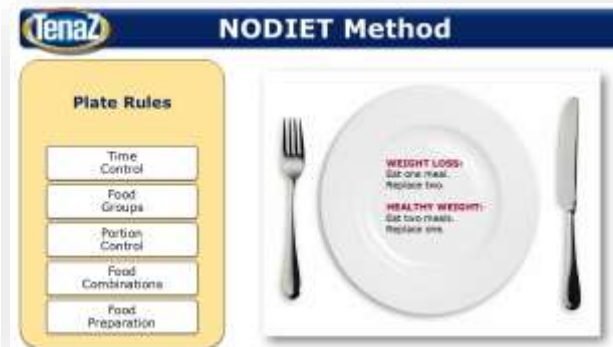 TenaZ
NODIET Method
Plate Rules
Time
Control
Food
Groups
Portion
Control
Food
Combinations
Food
Preparation
WEIGHT LOSS:
Eat one meal.
Replace two.
HEALTHY WEIGHT:
Eat two meals.
Replace one.